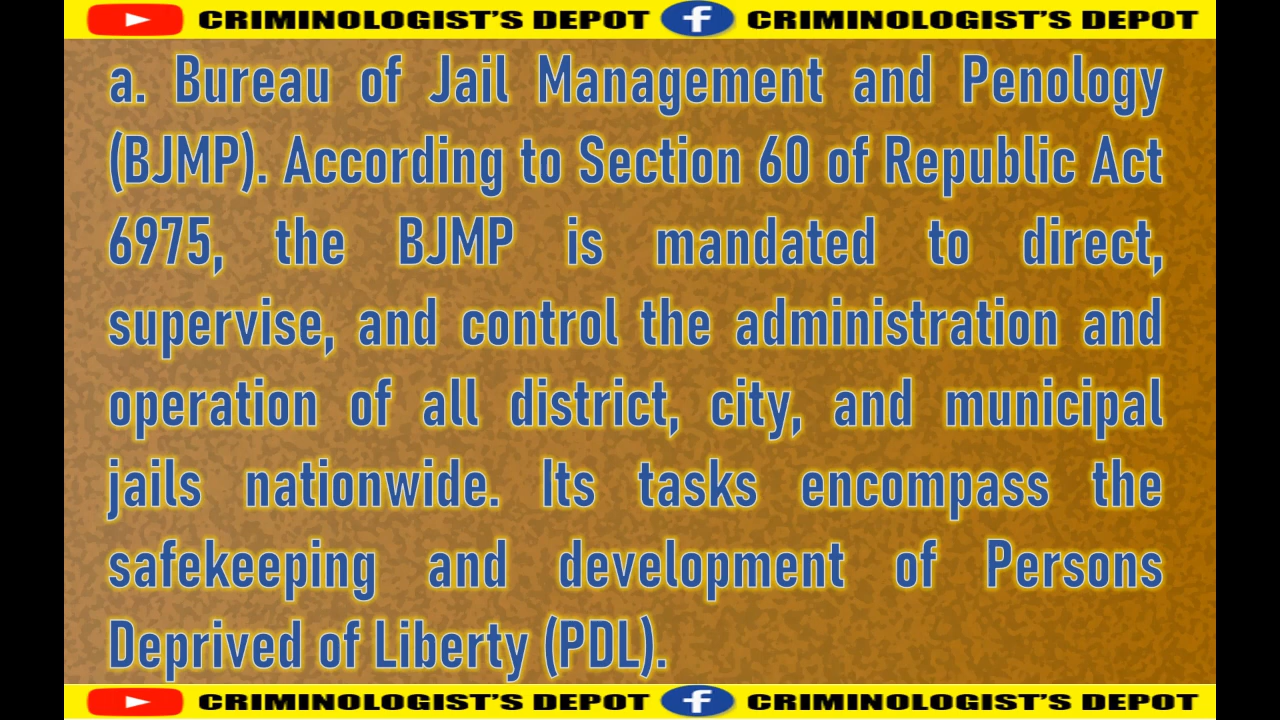 CRIMINOLOGIST'S DEPOT f CRIMINOLOGIST'S DEPOT
a. Bureau of Jail Management and Penology
(BJMP). According to Section 60 of Republic Act
6975, the BJMP is mandated to direct,
supervise, and control the administration and
operation of all district, city, and municipal
jails nationwide. Its tasks encompass the
safekeeping and development of Persons
Deprived of Liberty (PDL).
CRIMINOLOGIST'S DEPOT f CRIMINOLOGIST'S DEPOT